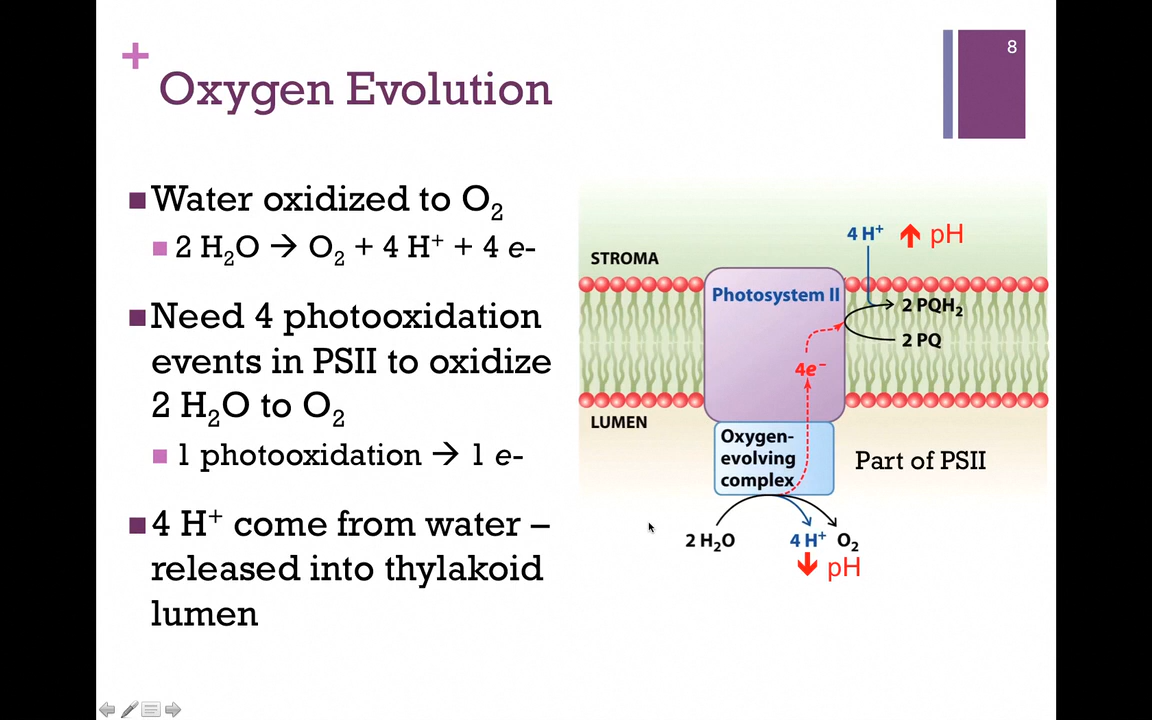 8
+
Oxygen Evolution
Water oxidized to O₂
2 H₂O → O₂ + 4 H⁺ + 4 e-
Need 4 photooxidation
events in PSII to oxidize
2 H₂O to O₂
1 photooxidation → 1 e-
4 H⁺ come from water –
released into thylakoid
lumen
4 H⁺ ↑ pH
STROMA
Photosystem II
2 PQH₂
2 PQ
4e⁻
LUMEN
Oxygen-
evolving
complex
Part of PSII
2 H₂O
4 H⁺ O₂
↓ pH